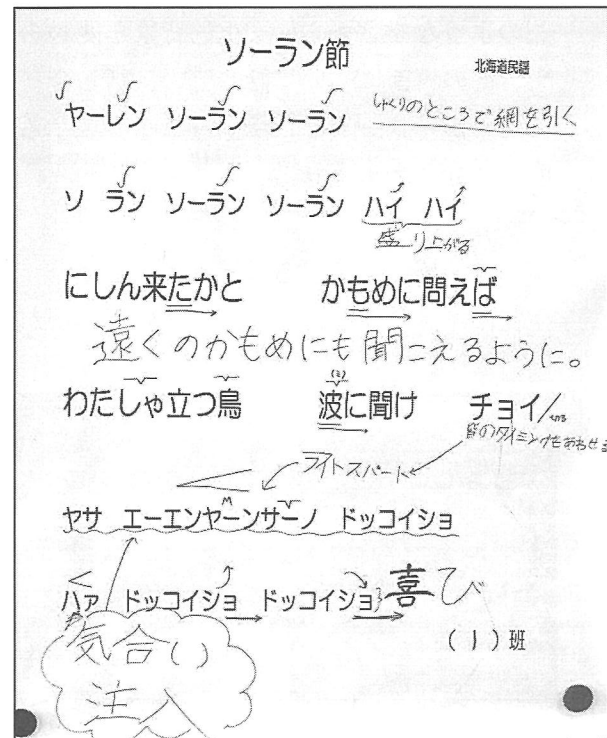 ソーラン節 北海道民謡
ヤーレン ソーラン ソーラン しゃくりのところで網を引く
ソ ラン ソーラン ソーラン ハイ ハイ
盛り上がる
にしん来たかと かもめに問えば
遠くのかもめにも聞こえるように。
(ミ)
わたしゃ立つ鳥 波に聞け チョイ
のタイミングをあわせる
ライトスパート
ヤサ エーエンヤーンサーノ ドッコイショ
ハァ ドッコイショ ドッコイショ 喜び
気合( )
注入
(1)班